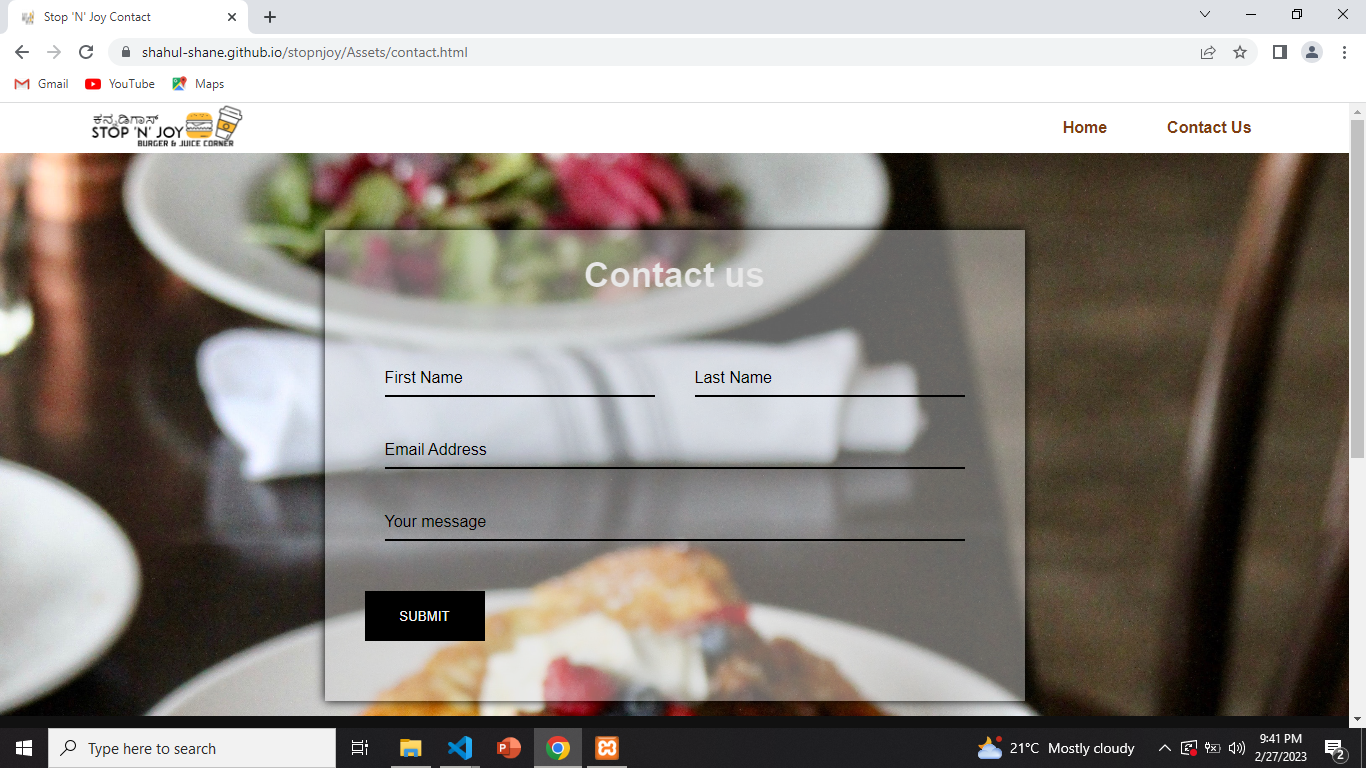 Stop 'N' Joy Contact
shahul-shane.github.io/stopnjoy/Assets/contact.html
Gmail
YouTube
Maps
ಕನ್ನಡಿಗಾಸ್
STOP 'N' JOY
BURGER & JUICE CORNER
Home
Contact Us
Contact us
First Name
Last Name
Email Address
Your message
SUBMIT
Type here to search
21°C Mostly cloudy
9:41 PM
2/27/2023
2